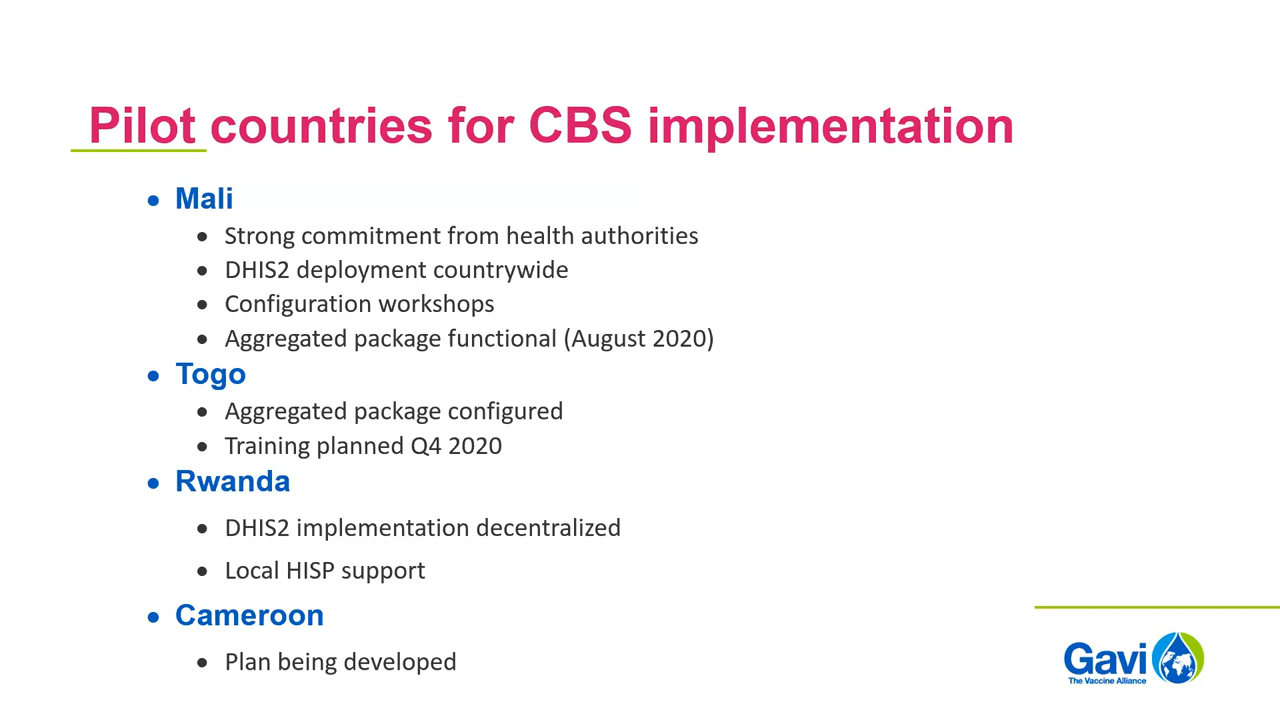 Pilot countries for CBS implementation
• Mali
• Strong commitment from health authorities
• DHIS2 deployment countrywide
• Configuration workshops
• Aggregated package functional (August 2020)
• Togo
• Aggregated package configured
• Training planned Q4 2020
• Rwanda
• DHIS2 implementation decentralized
• Local HISP support
• Cameroon
• Plan being developed
Gavi
The Vaccine Alliance